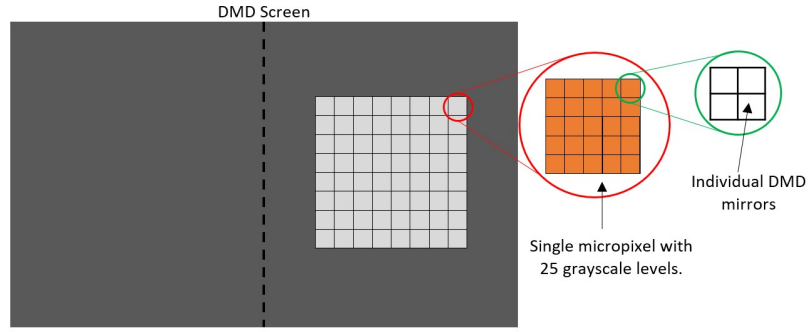 DMD Screen
Individual DMD
mirrors
Single micropixel with
25 grayscale levels.